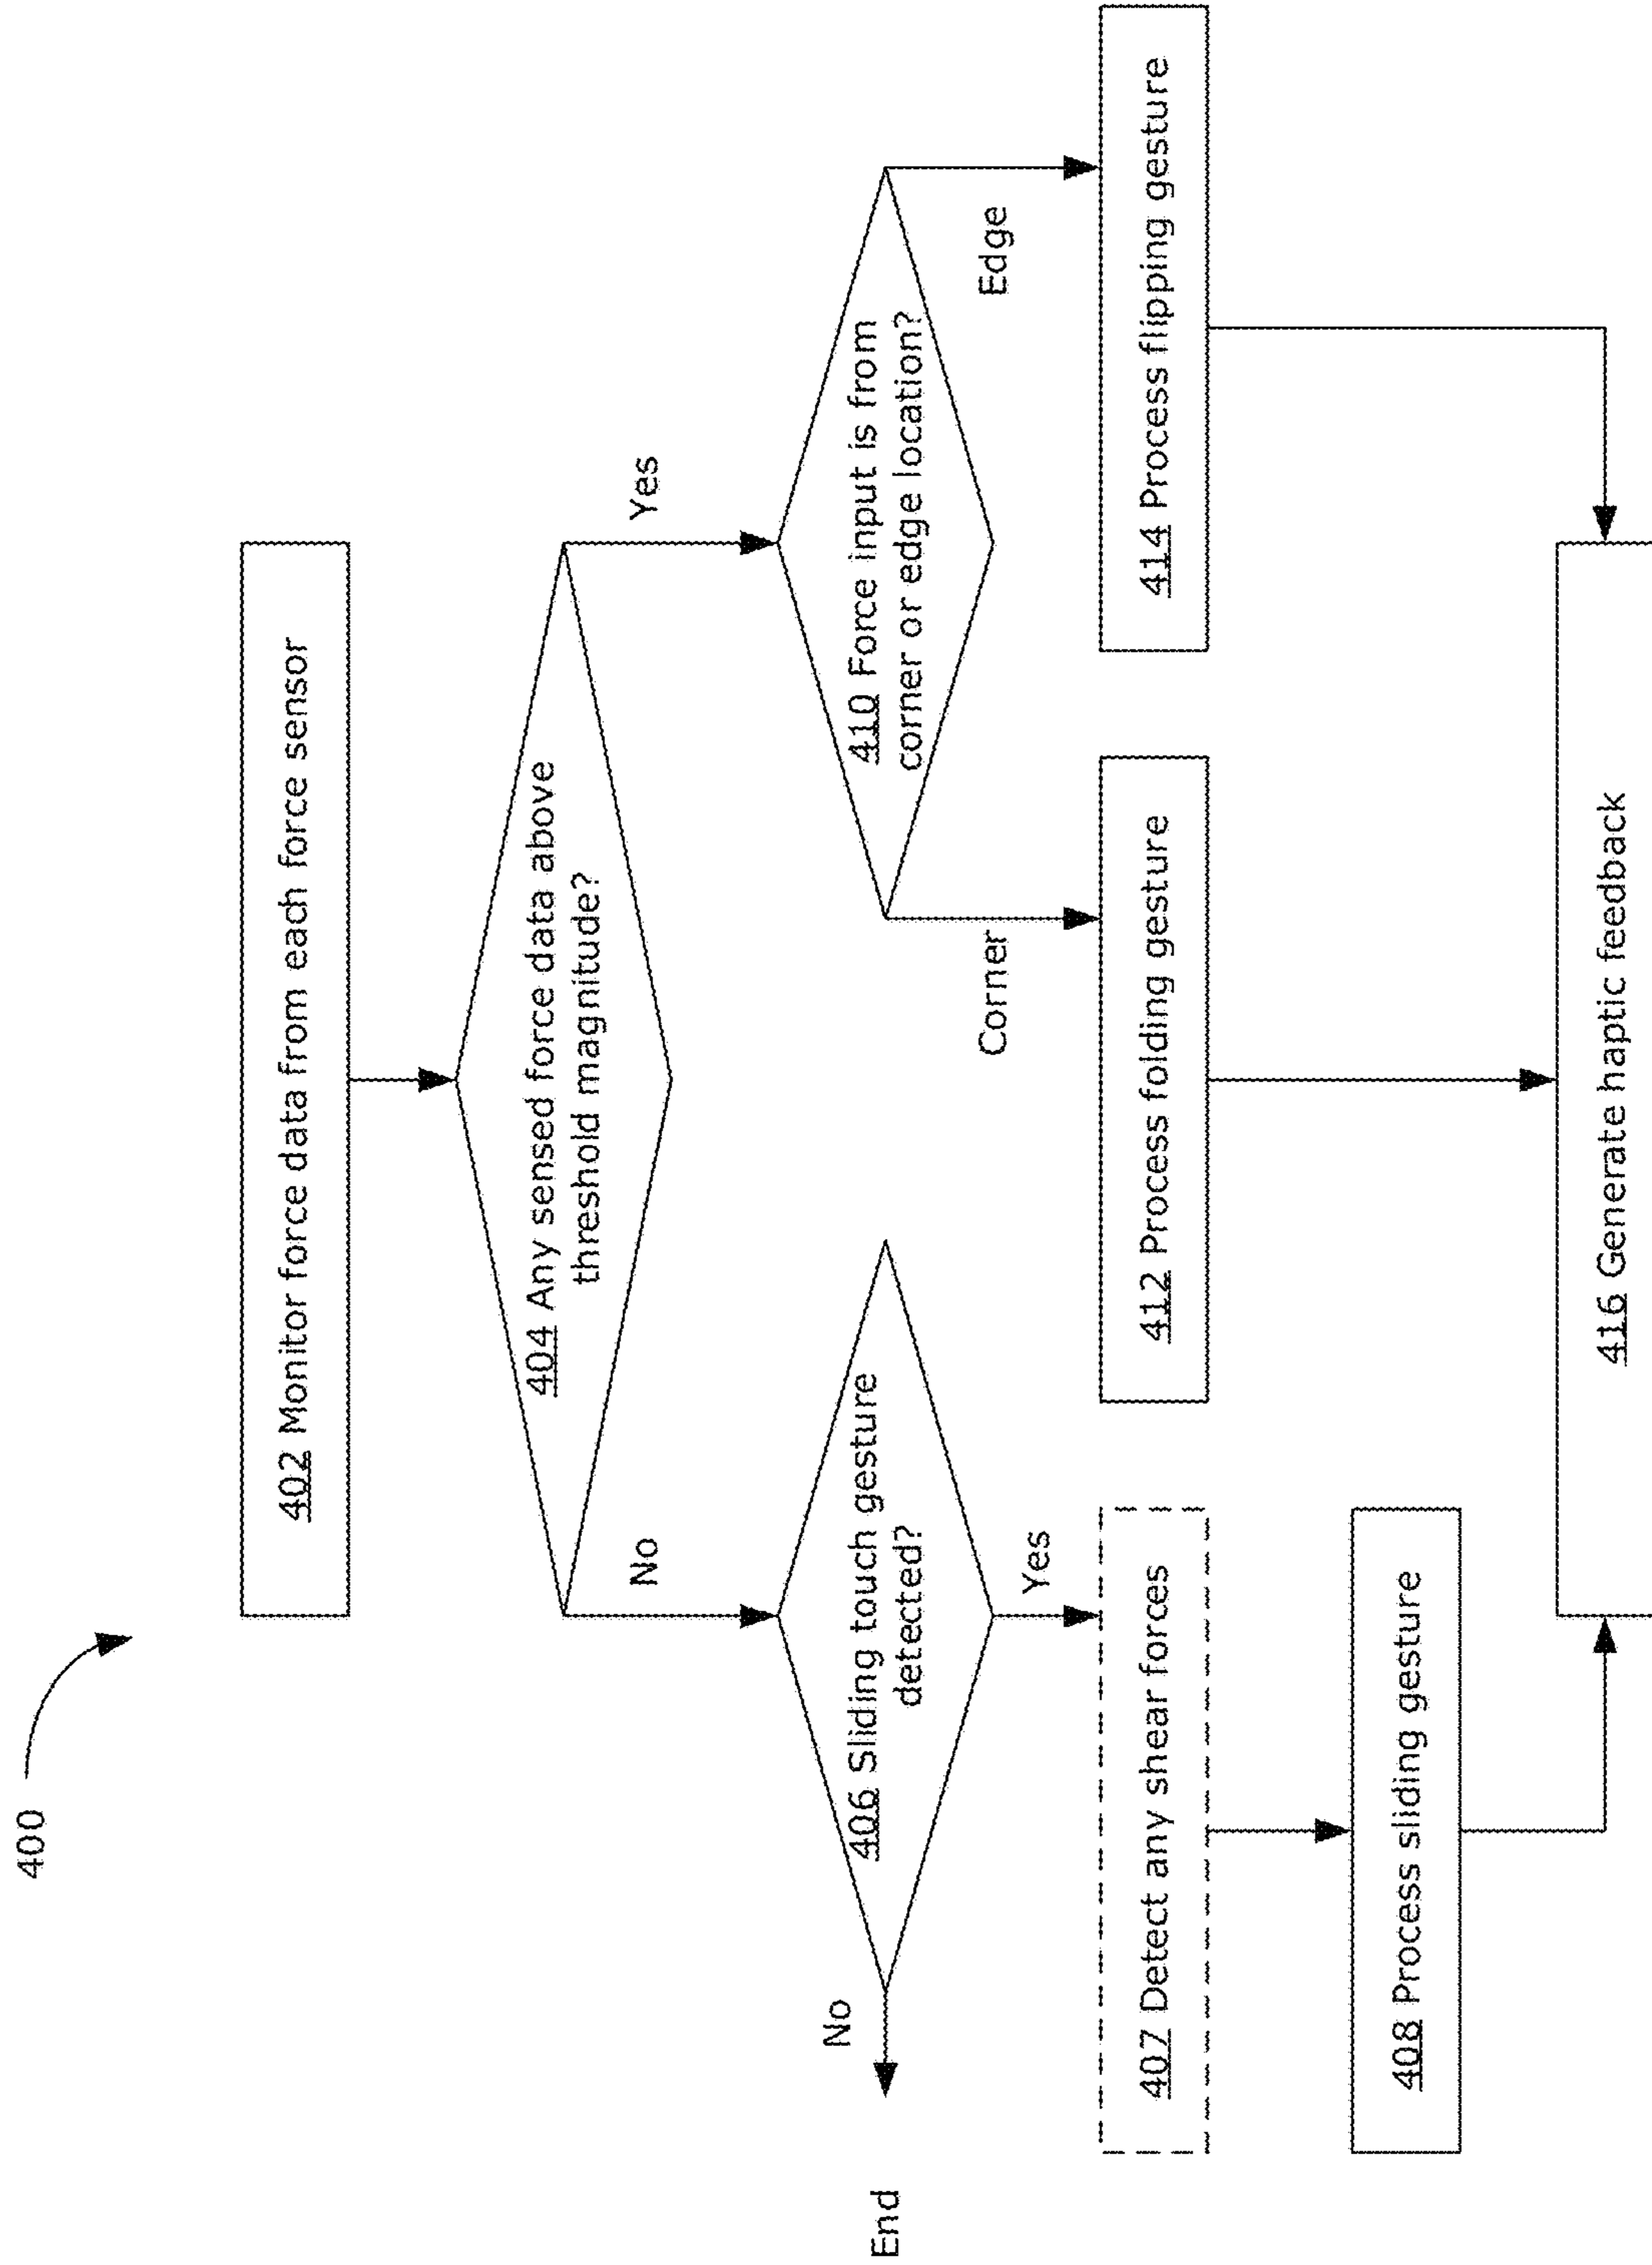 400
402 Monitor force data from each force sensor
404 Any sensed force data above
threshold magnitude?
No
Yes
406 Sliding touch gesture
detected?
410 Force input is from
corner or edge location?
No
End
Yes
Corner
Edge
407 Detect any shear forces
412 Process folding gesture
414 Process flipping gesture
408 Process sliding gesture
416 Generate haptic feedback